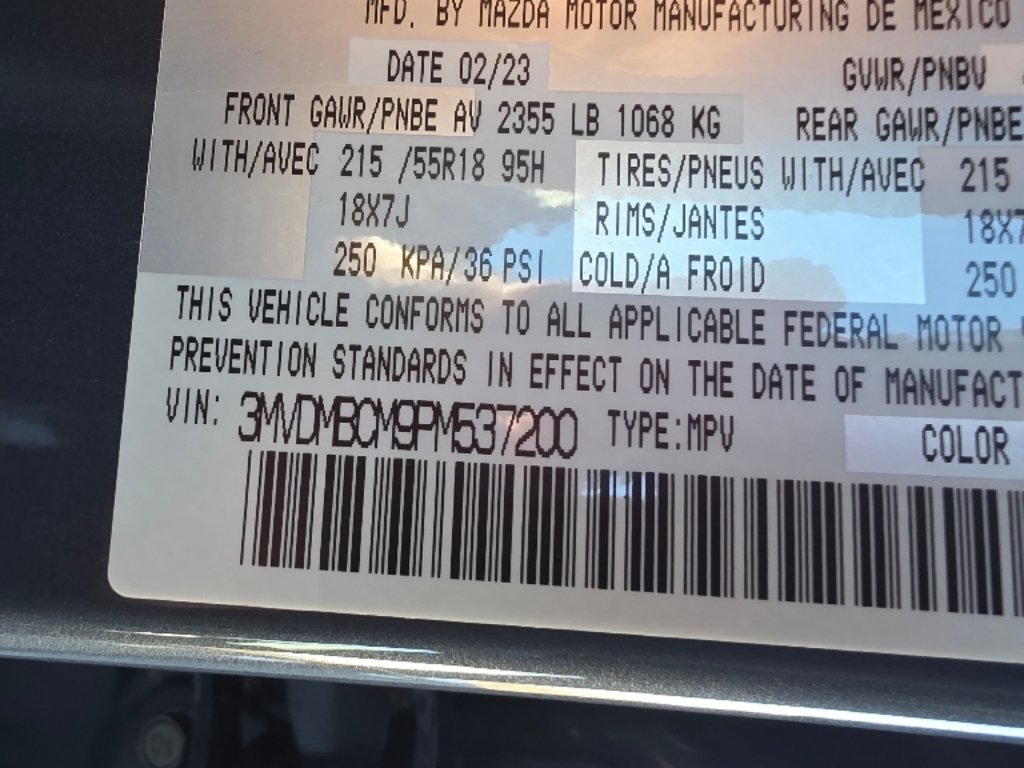 MFD. BY MAZDA MOTOR MANUFACTURING DE MEXICO
DATE 02/23 GVWR/PNBV
FRONT GAWR/PNBE AV 2355 LB 1068 KG REAR GAWR/PNBE
WITH/AVEC 215 /55R18 95H TIRES/PNEUS WITH/AVEC 215
18X7J RIMS/JANTES 18X7
250 KPA/36 PSI COLD/A FROID 250
THIS VEHICLE CONFORMS TO ALL APPLICABLE FEDERAL MOTOR
PREVENTION STANDARDS IN EFFECT ON THE DATE OF MANUFACT
VIN: 3MVDMBCM9PM537200 TYPE:MPV COLOR